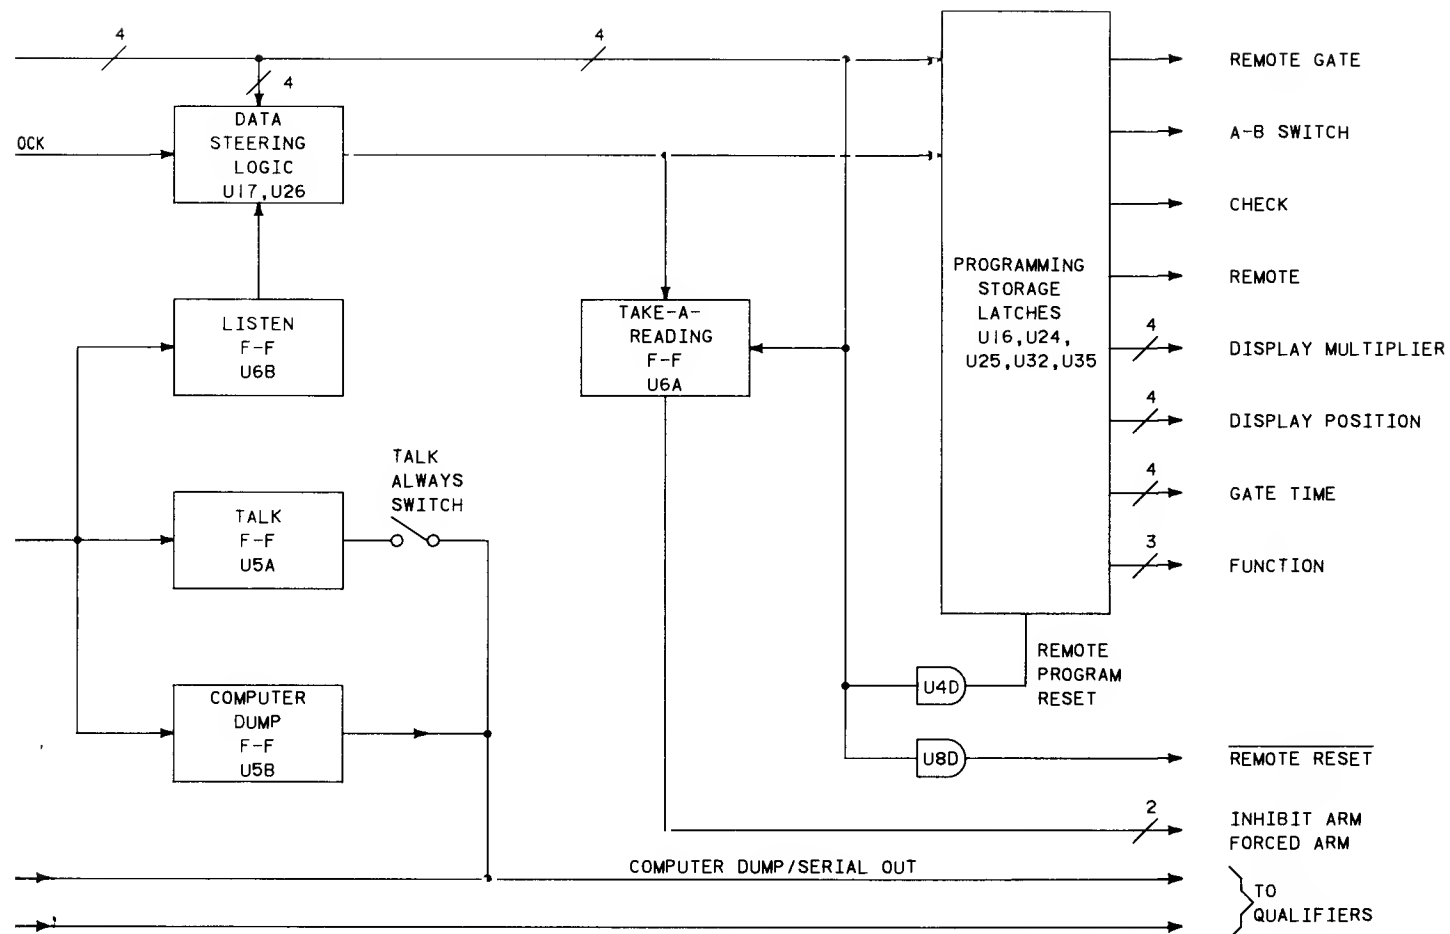 4
4
4
OCK
DATA
STEERING
LOGIC
U17,U26
LISTEN
F-F
U6B
TALK
F-F
U5A
TALK
ALWAYS
SWITCH
COMPUTER
DUMP
F-F
U5B
TAKE-A-
READING
F-F
U6A
PROGRAMMING
STORAGE
LATCHES
U16,U24,
U25,U32,U35
REMOTE GATE
A-B SWITCH
CHECK
REMOTE
4
DISPLAY MULTIPLIER
4
DISPLAY POSITION
4
GATE TIME
3
FUNCTION
U4D
REMOTE
PROGRAM
RESET
U8D
REMOTE RESET
2
INHIBIT ARM
FORCED ARM
COMPUTER DUMP/SERIAL OUT
TO
QUALIFIERS